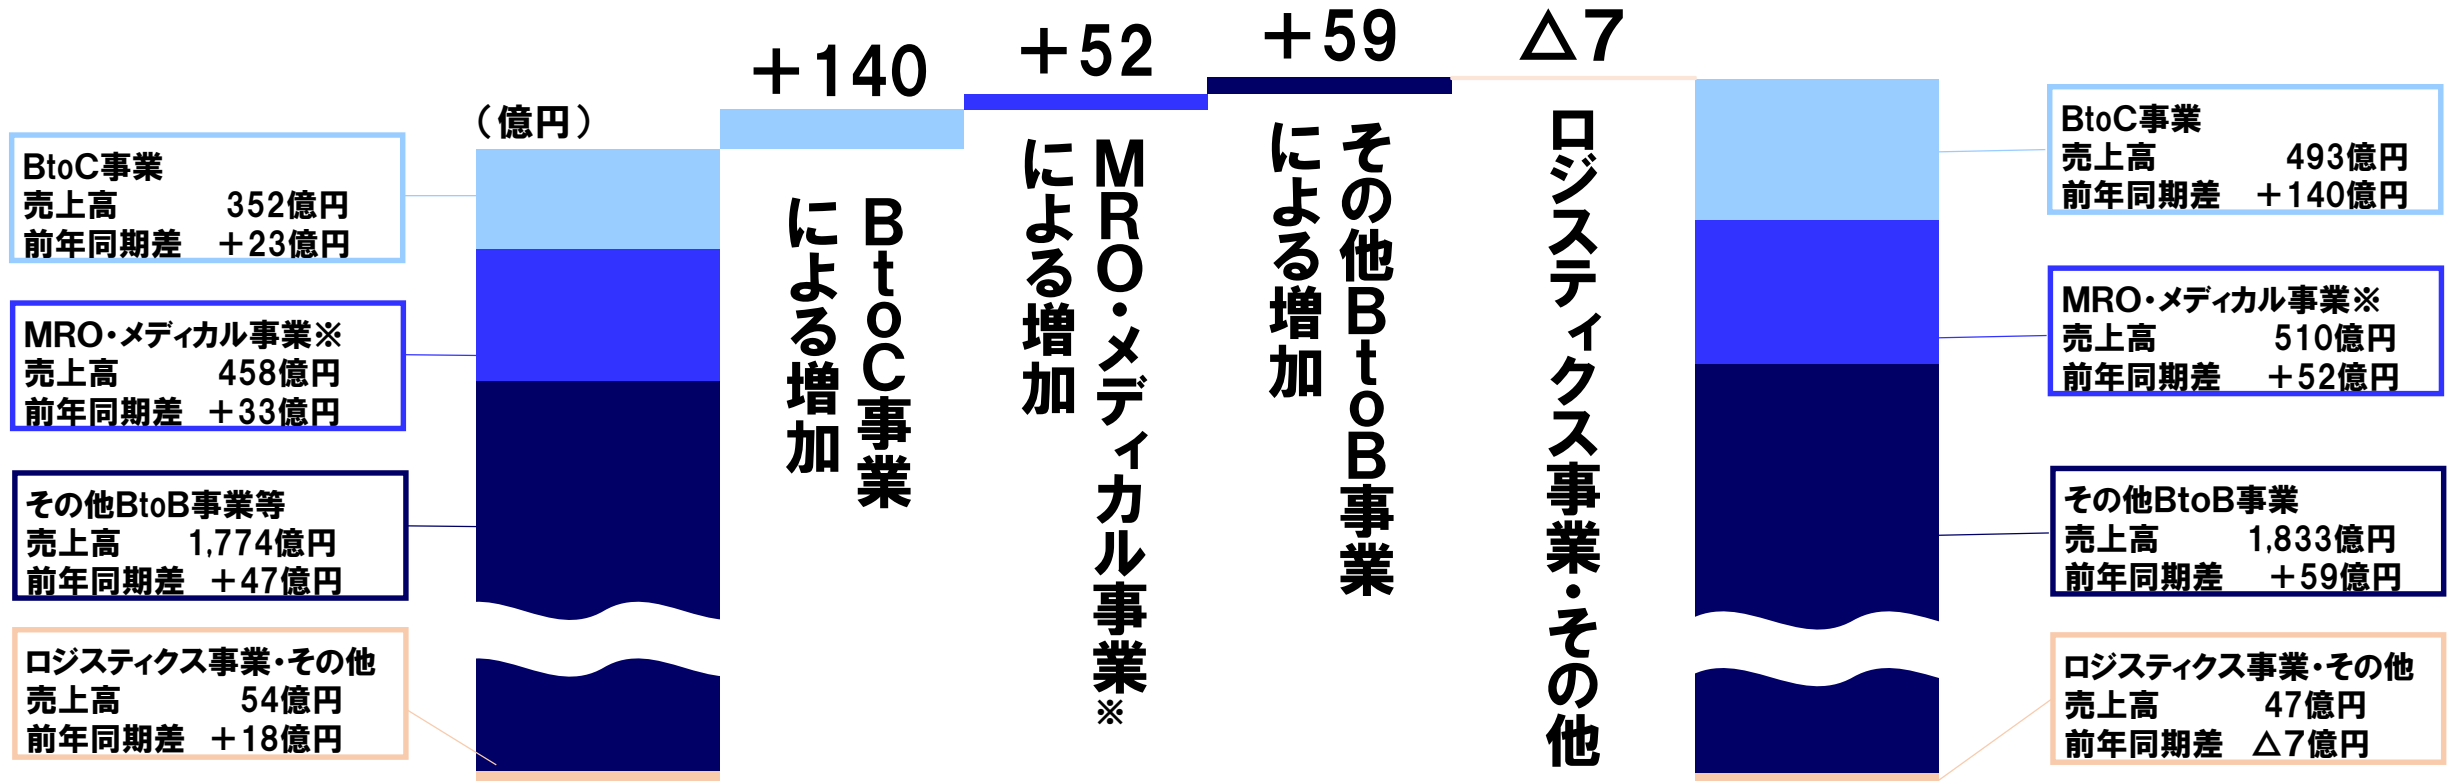 (億円)
BtoC事業
売上高 352億円
前年同期差 +23億円
MRO・メディカル事業※
売上高 458億円
前年同期差 +33億円
その他BtoB事業等
売上高 1,774億円
前年同期差 +47億円
ロジスティクス事業・その他
売上高 54億円
前年同期差 +18億円
+140
BtoC事業
による増加
+52
MRO・メディカル事業※
による増加
+59
その他BtoB事業
による増加
△7
ロジスティクス事業・その他
BtoC事業
売上高 493億円
前年同期差 +140億円
MRO・メディカル事業※
売上高 510億円
前年同期差 +52億円
その他BtoB事業
売上高 1,833億円
前年同期差 +59億円
ロジスティクス事業・その他
売上高 47億円
前年同期差 △7億円